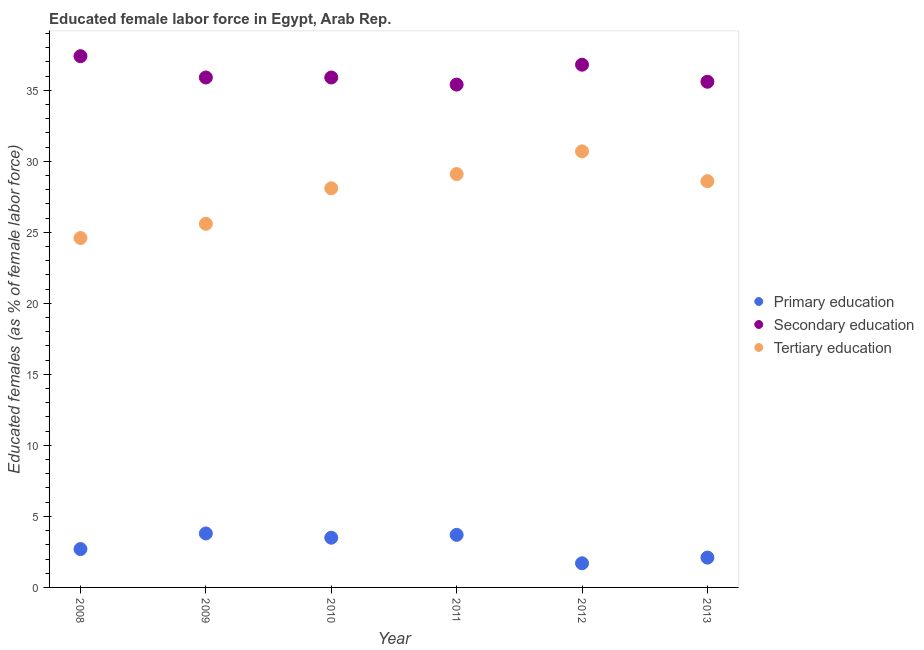 Educated female labor force in Egypt, Arab Rep.
Educated females (as % of female labor force)
35
30
25
20
15
10
5
0
2008
2009
2010
2011
2012
2013
Year
Primary education
Secondary education
Tertiary education